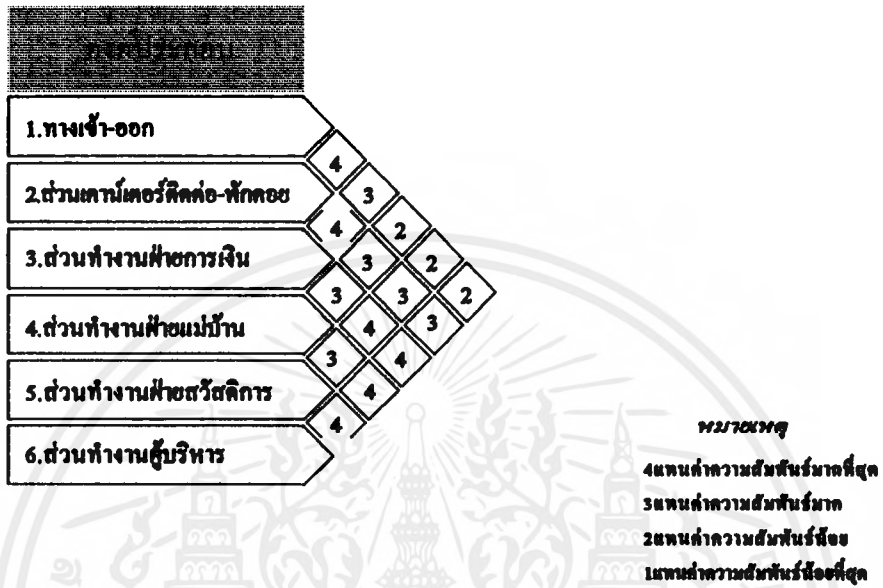 องค์ประกอบ
1.ทางเข้า-ออก
2.ส่วนเคาน์เตอร์ติดต่อ-พักคอย
3.ส่วนทำงานฝ่ายการเงิน
4.ส่วนทำงานฝ่ายแม่บ้าน
5.ส่วนทำงานฝ่ายสวัสดิการ
6.ส่วนทำงานผู้บริหาร
4
3
4 2
3 2
3 3 2
4 3
3 4
4
4
หมายเหตุ
4แทนค่าความสัมพันธ์มากที่สุด
3แทนค่าความสัมพันธ์มาก
2แทนค่าความสัมพันธ์น้อย
1แทนค่าความสัมพันธ์น้อยที่สุด